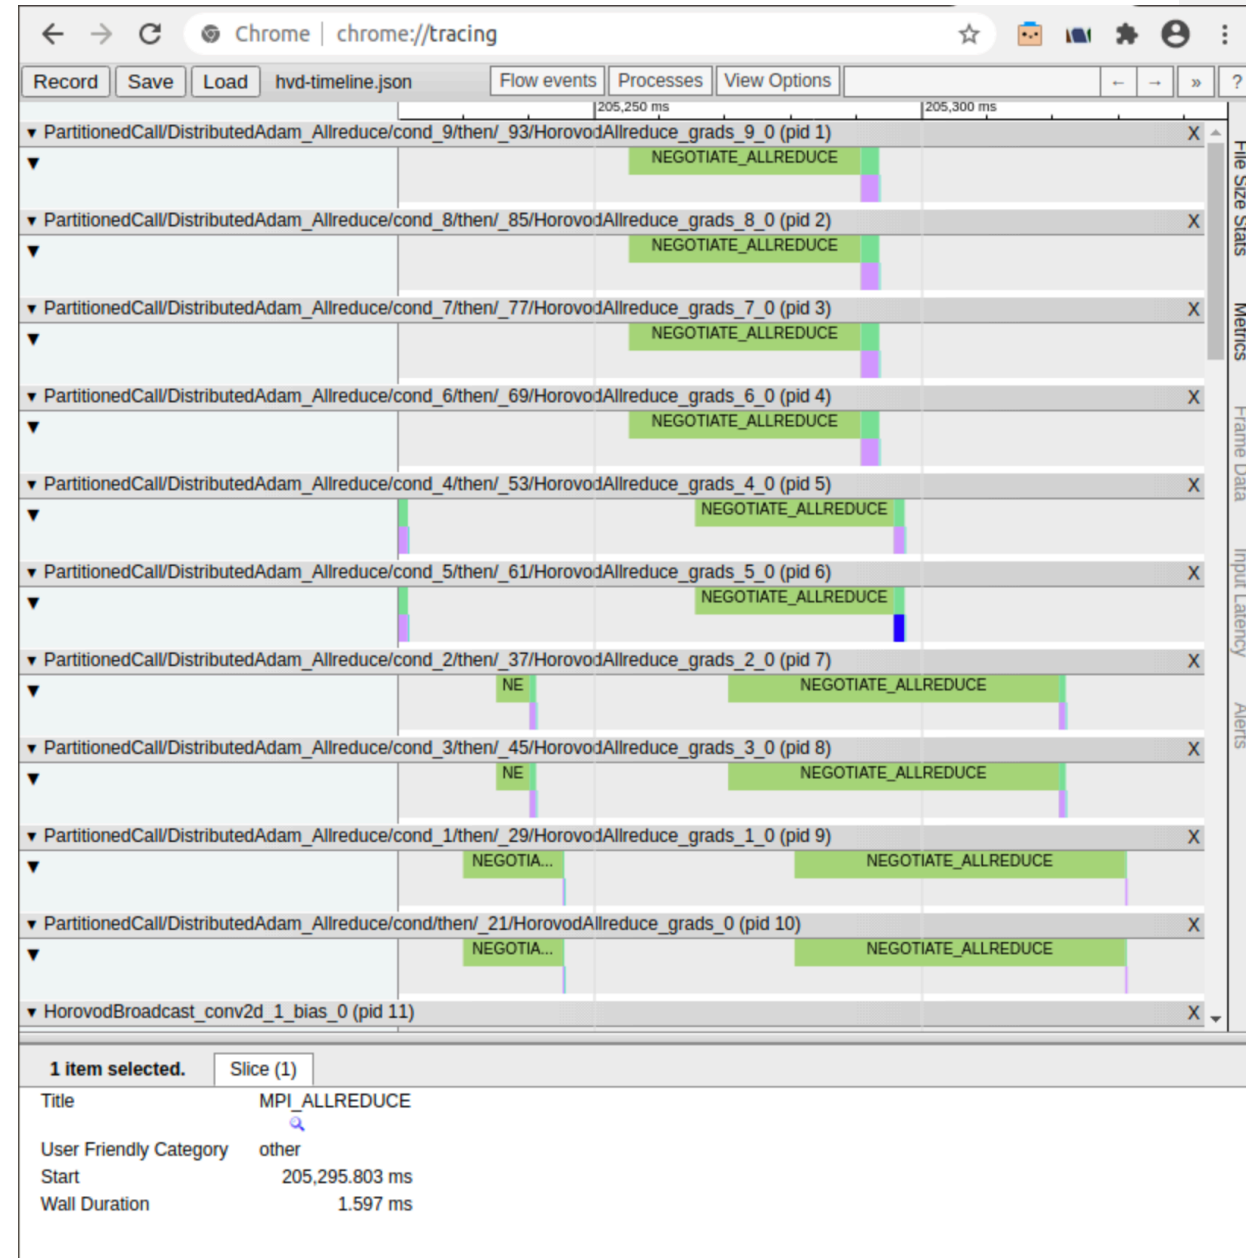 Chrome | chrome://tracing
Record Save Load hvd-timeline.json Flow events Processes View Options ← → » ?
205,250 ms 205,300 ms
▼ PartitionedCall/DistributedAdam_Allreduce/cond_9/then/_93/HorovodAllreduce_grads_9_0 (pid 1) X
NEGOTIATE_ALLREDUCE
▼ PartitionedCall/DistributedAdam_Allreduce/cond_8/then/_85/HorovodAllreduce_grads_8_0 (pid 2) X
NEGOTIATE_ALLREDUCE
▼ PartitionedCall/DistributedAdam_Allreduce/cond_7/then/_77/HorovodAllreduce_grads_7_0 (pid 3) X
NEGOTIATE_ALLREDUCE
▼ PartitionedCall/DistributedAdam_Allreduce/cond_6/then/_69/HorovodAllreduce_grads_6_0 (pid 4) X
NEGOTIATE_ALLREDUCE
▼ PartitionedCall/DistributedAdam_Allreduce/cond_4/then/_53/HorovodAllreduce_grads_4_0 (pid 5) X
NEGOTIATE_ALLREDUCE
▼ PartitionedCall/DistributedAdam_Allreduce/cond_5/then/_61/HorovodAllreduce_grads_5_0 (pid 6) X
NEGOTIATE_ALLREDUCE
▼ PartitionedCall/DistributedAdam_Allreduce/cond_2/then/_37/HorovodAllreduce_grads_2_0 (pid 7) X
NE NEGOTIATE_ALLREDUCE
▼ PartitionedCall/DistributedAdam_Allreduce/cond_3/then/_45/HorovodAllreduce_grads_3_0 (pid 8) X
NE NEGOTIATE_ALLREDUCE
▼ PartitionedCall/DistributedAdam_Allreduce/cond_1/then/_29/HorovodAllreduce_grads_1_0 (pid 9) X
NEGOTIA... NEGOTIATE_ALLREDUCE
▼ PartitionedCall/DistributedAdam_Allreduce/cond/then/_21/HorovodAllreduce_grads_0 (pid 10) X
NEGOTIA... NEGOTIATE_ALLREDUCE
▼ HorovodBroadcast_conv2d_1_bias_0 (pid 11) X
File Size Stats
Metrics
Frame Data
Input Latency
Alerts
1 item selected. Slice (1)
Title MPI_ALLREDUCE
User Friendly Category other
Start 205,295.803 ms
Wall Duration 1.597 ms